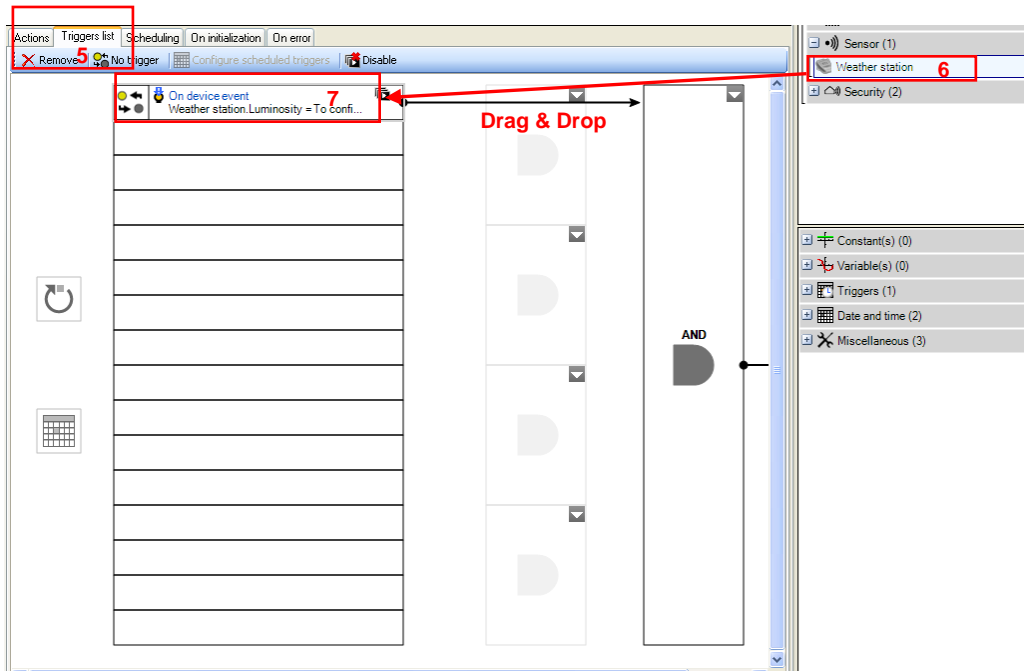 Actions Triggers list Scheduling On initialization On error
5
Remove No trigger Configure scheduled triggers Disable
On device event
Weather station.Luminosity = To confi...
7
Drag & Drop
AND
Sensor (1)
Weather station 6
Security (2)
Constant(s) (0)
Variable(s) (0)
Triggers (1)
Date and time (2)
Miscellaneous (3)